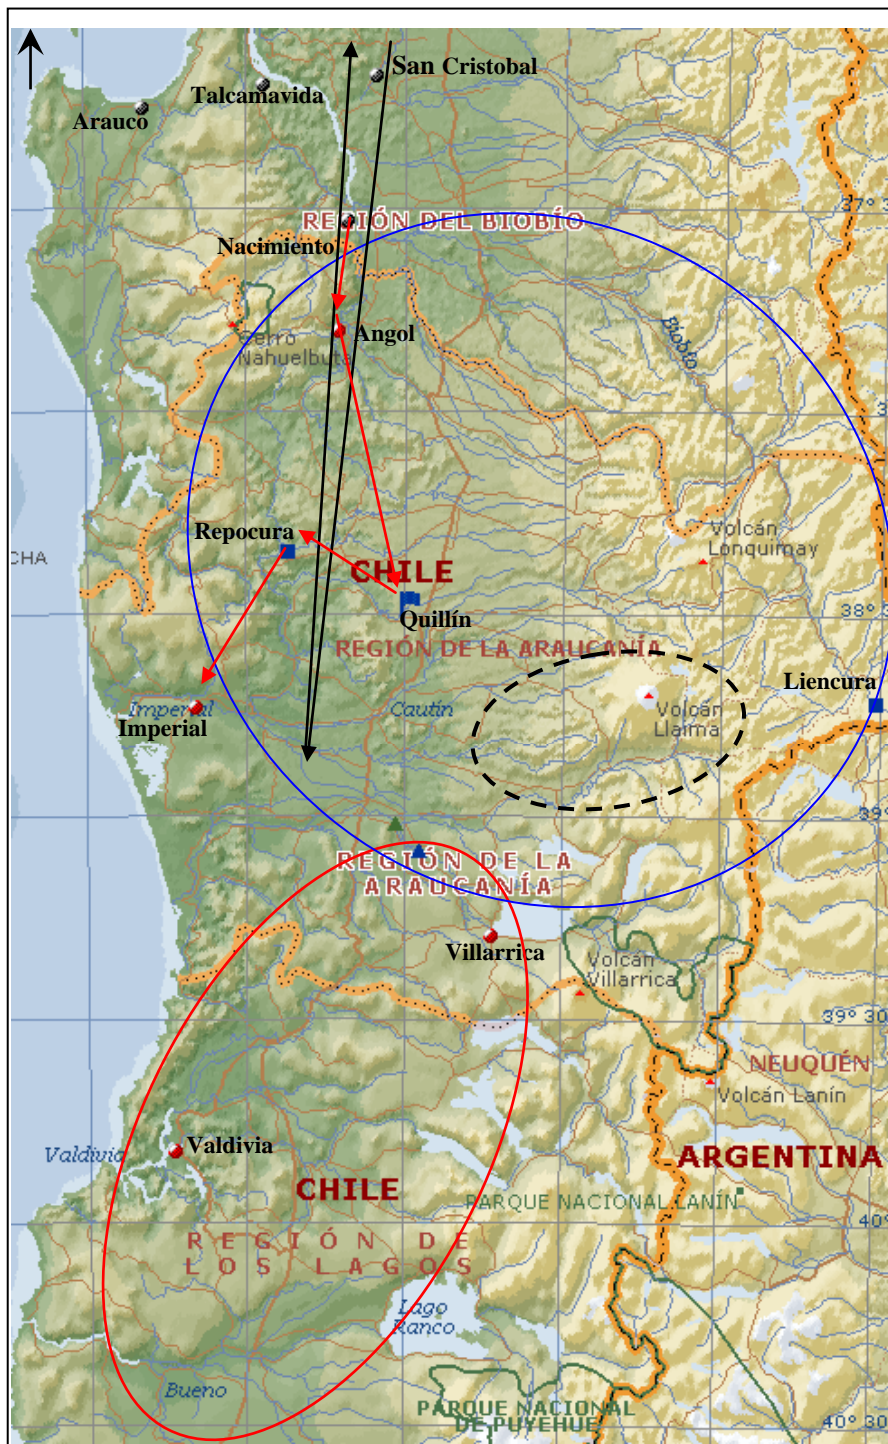 San Cristobal
Talcamavida
Arauco
37° 3
REGIÓN DEL BIOBÍO
Nacimiento
Biobío
Angol
Cerro
Nahuelbuta
3
Repocura
Volcán
Lonquimay
CHA
CHILE
Quillín
38° 3
REGIÓN DE LA ARAUCANÍA
Liencura
Imperial
Imperial
Cautín
Volcán
Llaima
39°
REGIÓN DE LA
ARAUCANÍA
Villarrica
Volcán
Villarrica
39° 30
NEUQUÉN
Volcán Lanín
Valdivia
Valdivia
ARGENTINA
CHILE
PARQUE NACIONAL LANÍN
40°
REGIÓN DE
LOS LAGOS
Lago
Ranco
Bueno
PARQUE NACIONAL
DE PUYEHUE
40° 30